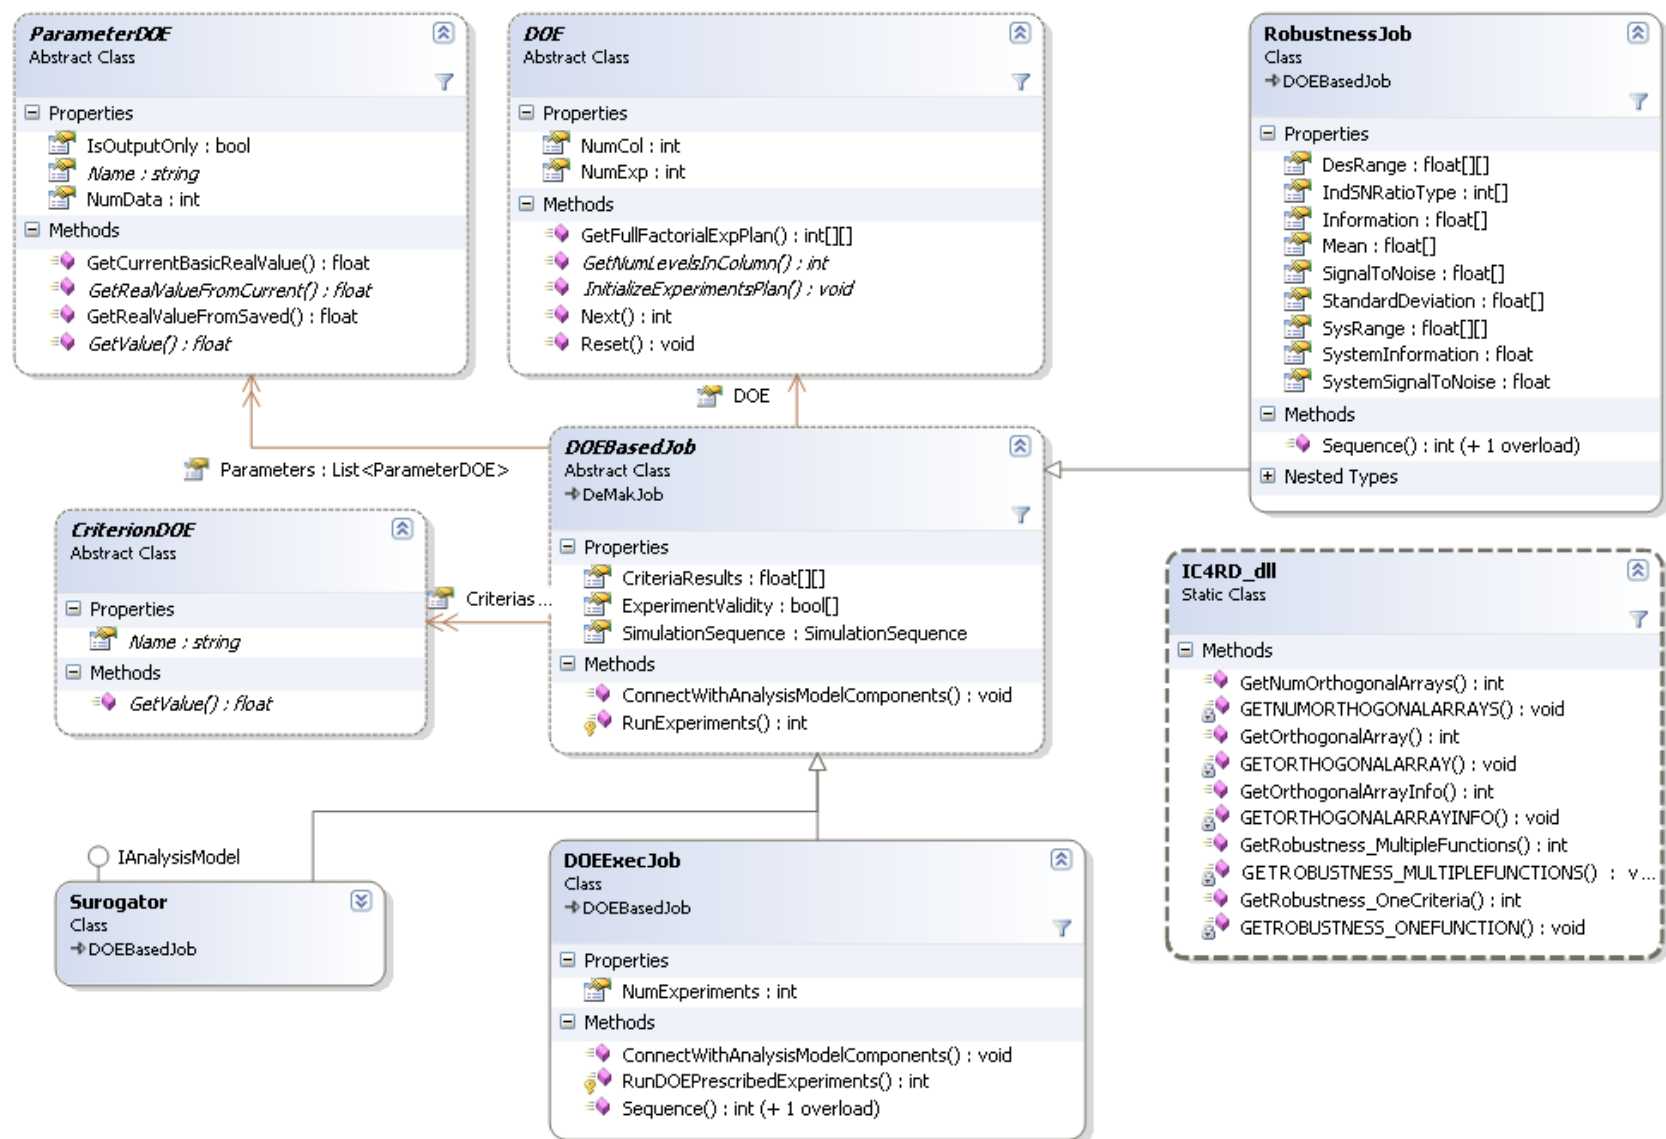 ParameterDOE
Abstract Class
Properties
IsOutputOnly : bool
Name : string
NumData : int
Methods
GetCurrentBasicRealValue() : float
GetRealValueFromCurrent() : float
GetRealValueFromSaved() : float
GetValue() : float
DOE
Abstract Class
Properties
NumCol : int
NumExp : int
Methods
GetFullFactorialExpPlan() : int[][]
GetNumLevelsInColumn() : int
InitializeExperimentsPlan() : void
Next() : int
Reset() : void
RobustnessJob
Class
DOEBasedJob
Properties
DesRange : float[][]
IndSNRatioType : int[]
Information : float[]
Mean : float[]
SignalToNoise : float[]
StandardDeviation : float[]
SysRange : float[][]
SystemInformation : float
SystemSignalToNoise : float
Methods
Sequence() : int (+ 1 overload)
Nested Types
DOE
Parameters : List<ParameterDOE>
DOEBasedJob
Abstract Class
DeMakJob
Properties
CriteriaResults : float[][]
ExperimentValidity : bool[]
SimulationSequence : SimulationSequence
Methods
ConnectWithAnalysisModelComponents() : void
RunExperiments() : int
CriterionDOE
Abstract Class
Properties
Name : string
Methods
GetValue() : float
Criterias ...
IC4RD_dll
Static Class
Methods
GetNumOrthogonalArrays() : int
GETNUMORTHOGONALARRAYS() : void
GetOrthogonalArray() : int
GETORTHOGONALARRAY() : void
GetOrthogonalArrayInfo() : int
GETORTHOGONALARRAYINFO() : void
GetRobustness_MultipleFunctions() : int
GETROBUSTNESS_MULTIPLEFUNCTIONS() : v...
GetRobustness_OneCriteria() : int
GETROBUSTNESS_ONEFUNCTION() : void
IAnalysisModel
Surogator
Class
DOEBasedJob
DOEExecJob
Class
DOEBasedJob
Properties
NumExperiments : int
Methods
ConnectWithAnalysisModelComponents() : void
RunDOEPrescribedExperiments() : int
Sequence() : int (+ 1 overload)